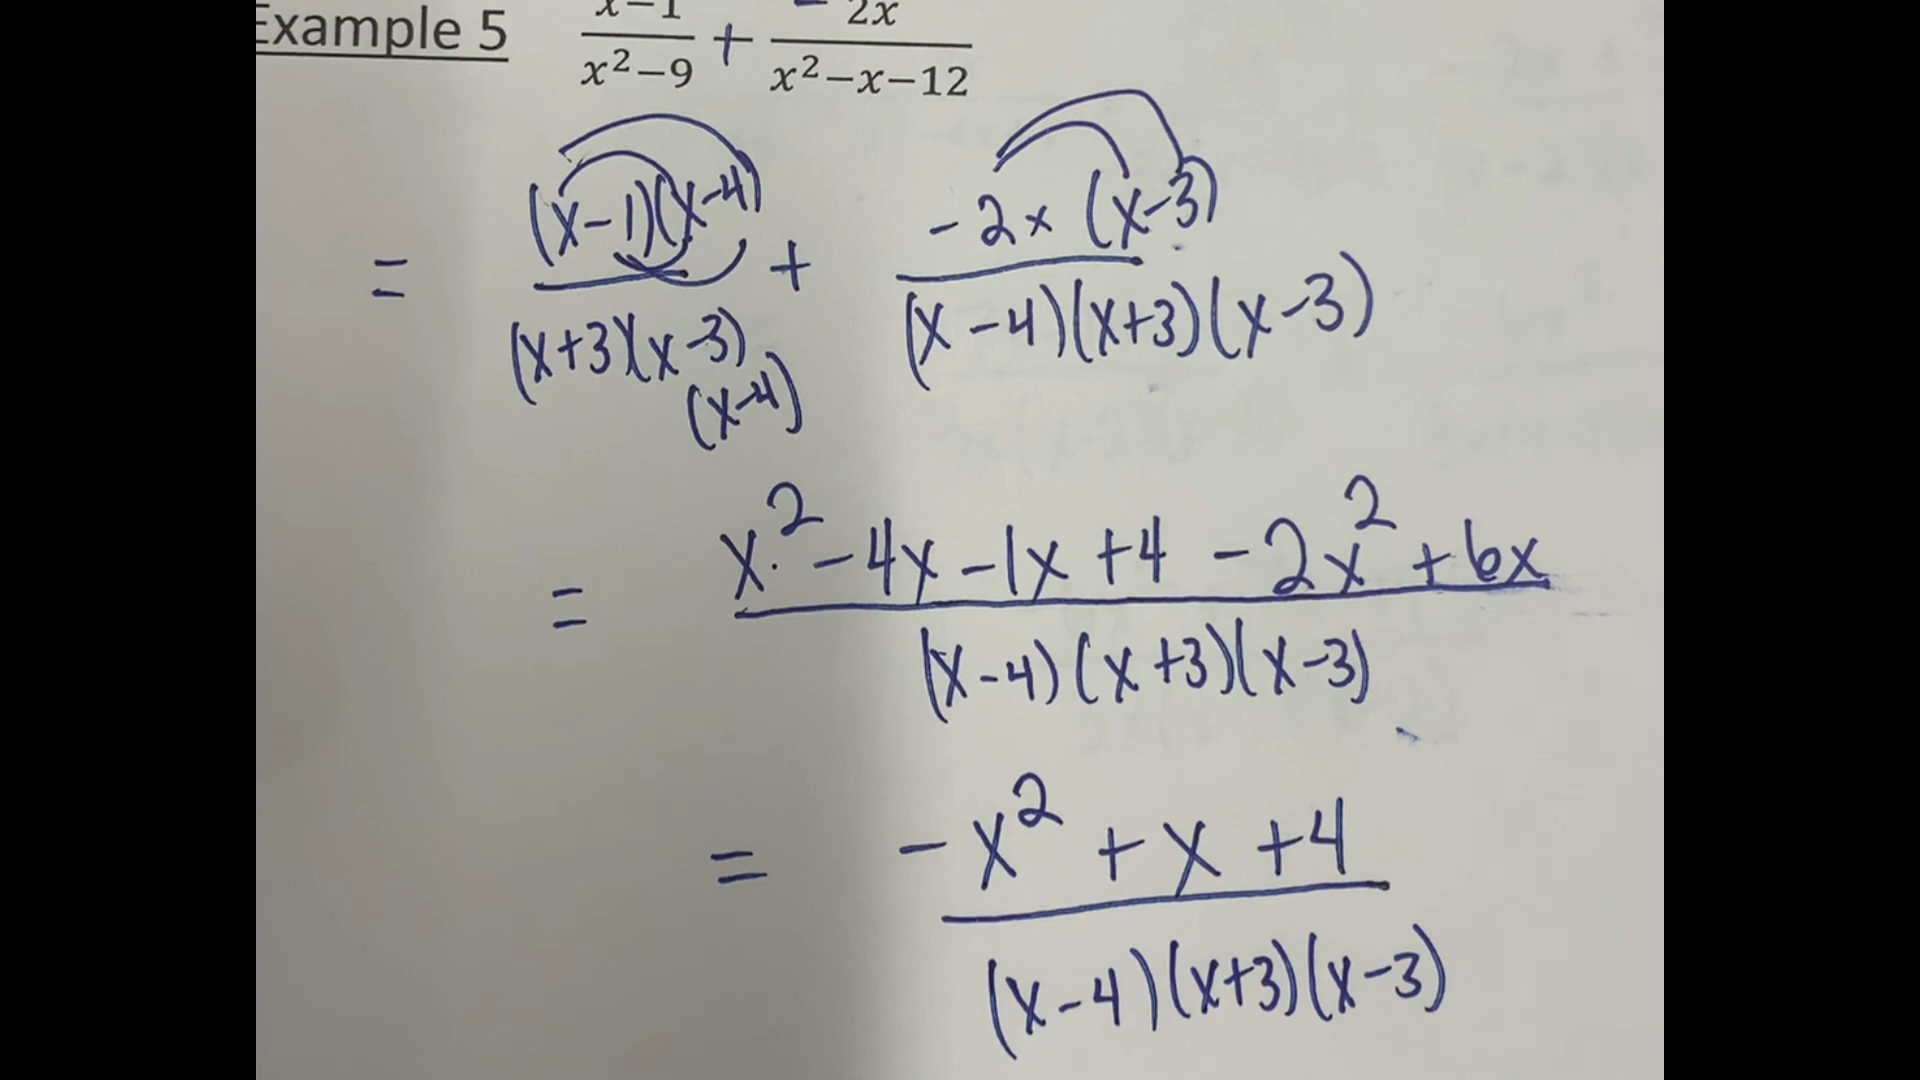 Example 5 x−1/x²−9 + −2x/x²−x−12
= (x-1)(x-4)/(x+3)(x-3)(x-4) + -2x(x-3)/(x-4)(x+3)(x-3)
= x²-4x-1x+4-2x²+6x/(x-4)(x+3)(x-3)
= -x²+x+4/(x-4)(x+3)(x-3)